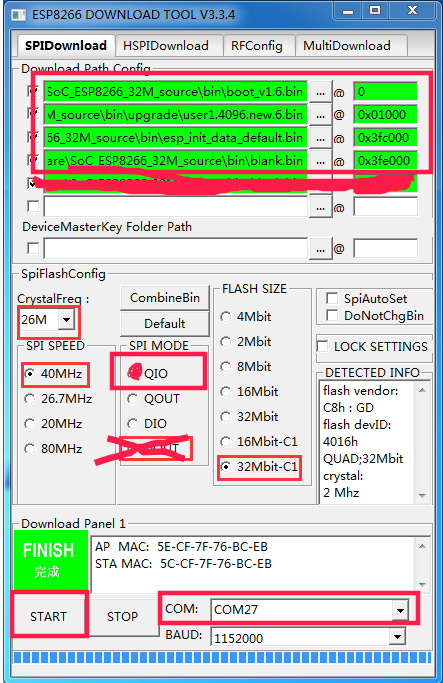 ESP8266 DOWNLOAD TOOL V3.3.4
SPIDownload HSPIDownload RFConfig MultiDownload
Download Path Config
SoC_ESP8266_32M_source\bin\boot_v1.6.bin ... @ 0
M_source\bin\upgrade\user1.4096.new.6.bin ... @ 0x01000
66_32M_source\bin\esp_init_data_default.bin ... @ 0x3fc000
are\SoC_ESP8266_32M_source\bin\blank.bin ... @ 0x3fe000
... @
DeviceMasterKey Folder Path
... @
SpiFlashConfig
CrystalFreq :
26M
CombineBin
Default
SPI SPEED
40MHz
26.7MHz
20MHz
80MHz
SPI MODE
QIO
QOUT
DIO
FLASH SIZE
4Mbit
2Mbit
8Mbit
16Mbit
32Mbit
16Mbit-C1
32Mbit-C1
SpiAutoSet
DoNotChgBin
LOCK SETTINGS
DETECTED INFO
flash vendor:
C8h : GD
flash devID:
4016h
QUAD;32Mbit
crystal:
2 Mhz
Download Panel 1
FINISH
完成
AP MAC: 5E-CF-7F-76-BC-EB
STA MAC: 5C-CF-7F-76-BC-EB
START
STOP
COM: COM27
BAUD: 1152000